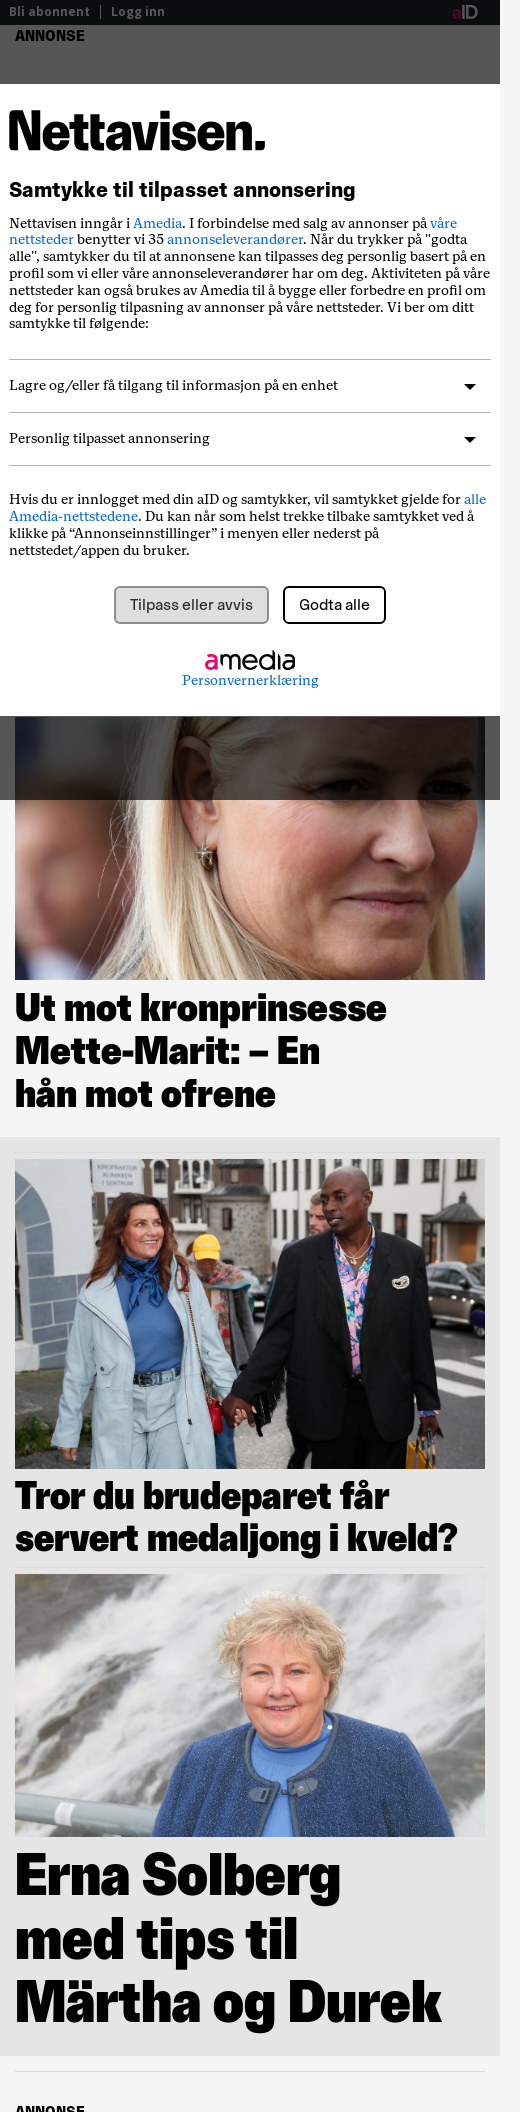 Bli abonnent | Logg inn
aID
ANNONSE
Nettavisen.
Samtykke til tilpasset annonsering
Nettavisen inngår i Amedia. I forbindelse med salg av annonser på våre
nettsteder benytter vi 35 annonseleverandører. Når du trykker på "godta
alle", samtykker du til at annonsene kan tilpasses deg personlig basert på en
profil som vi eller våre annonseleverandører har om deg. Aktiviteten på våre
nettsteder kan også brukes av Amedia til å bygge eller forbedre en profil om
deg for personlig tilpasning av annonser på våre nettsteder. Vi ber om ditt
samtykke til følgende:
Lagre og/eller få tilgang til informasjon på en enhet
Personlig tilpasset annonsering
Hvis du er innlogget med din aID og samtykker, vil samtykket gjelde for alle
Amedia-nettstedene. Du kan når som helst trekke tilbake samtykket ved å
klikke på “Annonseinnstillinger” i menyen eller nederst på
nettstedet/appen du bruker.
Tilpass eller avvis
Godta alle
amedia
Personvernerklæring
Ut mot kronprinsesse
Mette-Marit: – En
hån mot ofrene
KIROPRAKTOR
KLINIKKEN
I SENTRUM
Tror du brudeparet får
servert medaljong i kveld?
Erna Solberg
med tips til
Märtha og Durek
ANNONSE